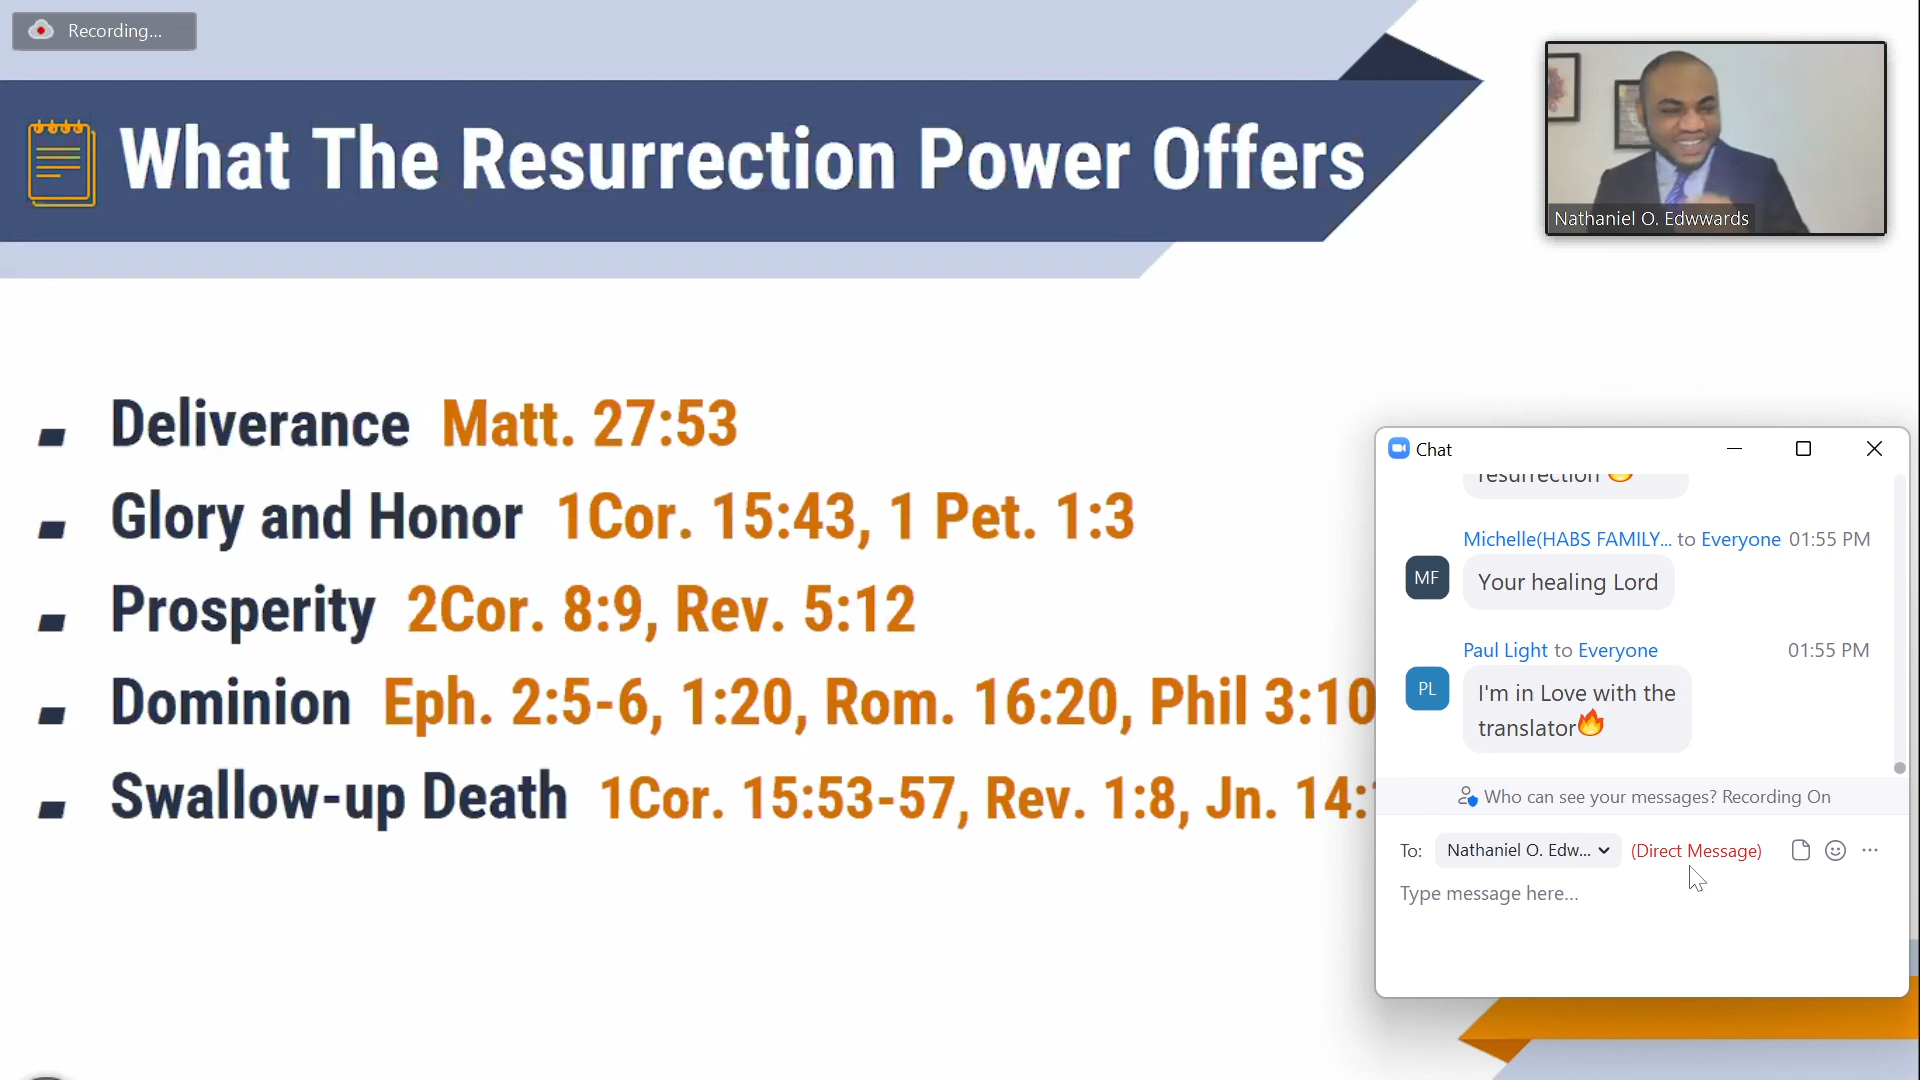 Recording...
What The Resurrection Power Offers
Nathaniel O. Edwwards
Deliverance Matt. 27:53
Glory and Honor 1Cor. 15:43, 1 Pet. 1:3
Prosperity 2Cor. 8:9, Rev. 5:12
Dominion Eph. 2:5-6, 1:20, Rom. 16:20, Phil 3:10
Swallow-up Death 1Cor. 15:53-57, Rev. 1:8, Jn. 14:
Chat
resurrection 🔥
Michelle(HABS FAMILY... to Everyone 01:55 PM
MF
Your healing Lord
Paul Light to Everyone 01:55 PM
PL
I'm in Love with the
translator🔥
Who can see your messages? Recording On
To: Nathaniel O. Edw... (Direct Message)
Type message here...